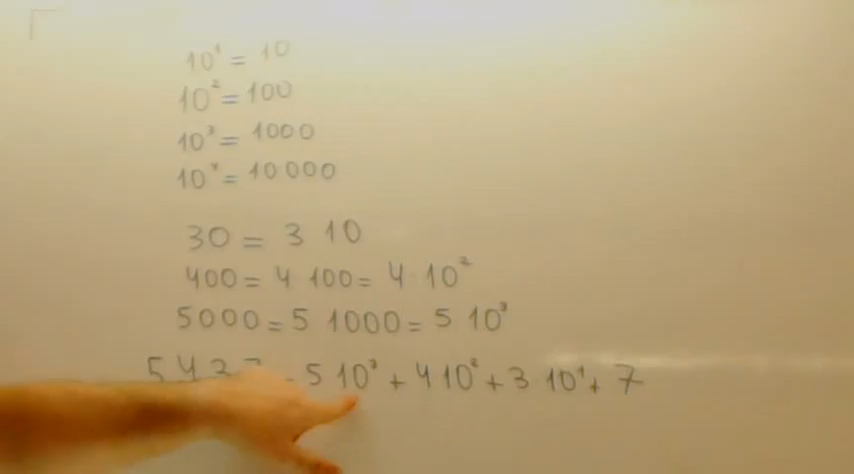 10¹ = 10
10² = 100
10³ = 1000
10⁴ = 10 000
30 = 3 10
400 = 4 100 = 4 · 10²
5000 = 5 1000 = 5 10³
5437 = 5 10³ + 4 10² + 3 10¹ + 7